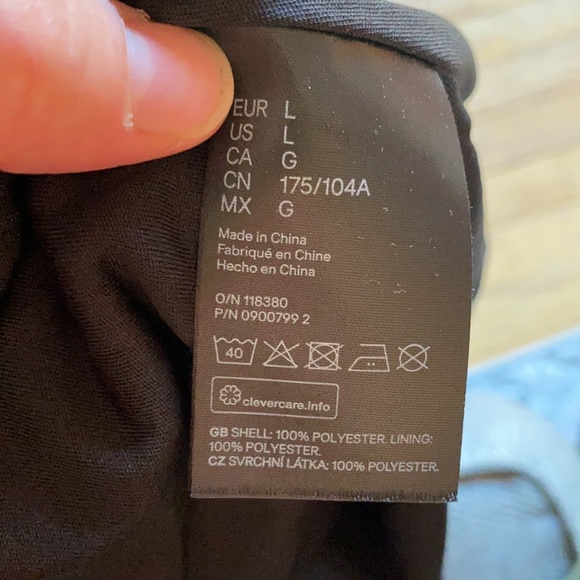 EUR L
US L
CA G
CN 175/104A
MX G
Made in China
Fabriqué en Chine
Hecho en China
O/N 118380
P/N 0900799 2
40
clevercare.info
GB SHELL: 100% POLYESTER. LINING:
100% POLYESTER.
CZ SVRCHNÍ LÁTKA: 100% POLYESTER.